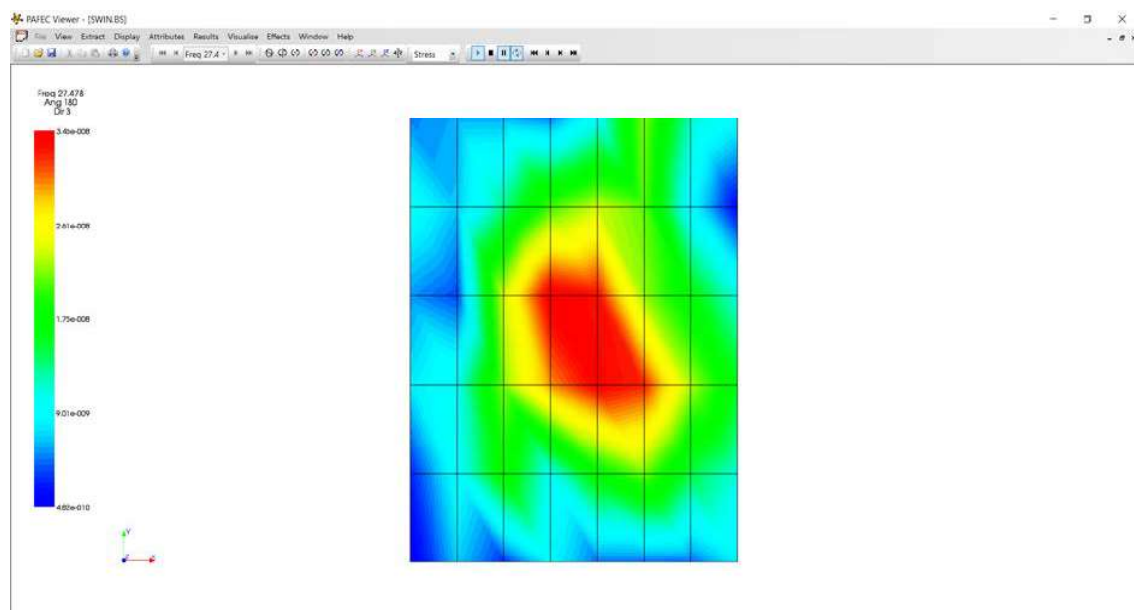 PAFEC Viewer - [SWIN.BS]
File View Extract Display Attributes Results Visualise Effects Window Help
Freq 27.4 Stress
Freq 27.478
Ang 180
Dir 3
3.46e-008
2.61e-008
1.75e-008
9.01e-009
4.82e-010
Y
X
Z